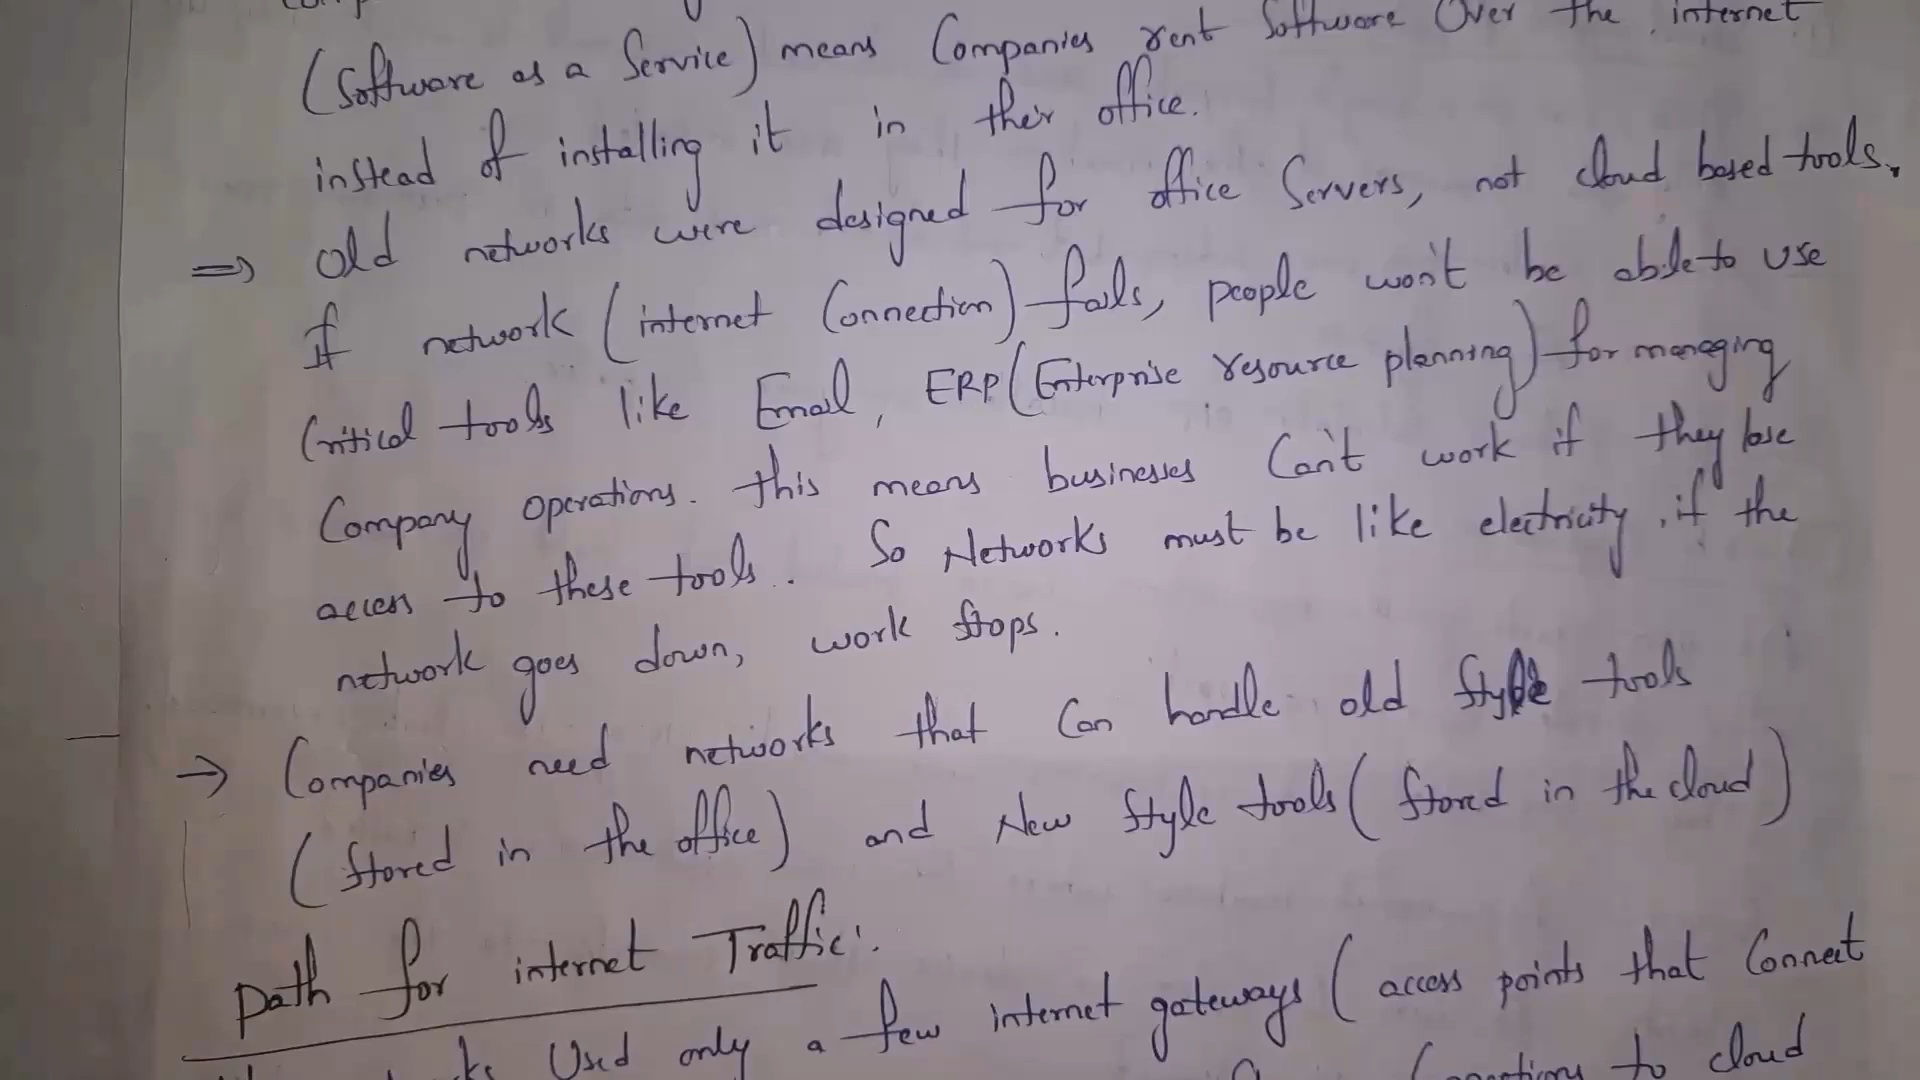 (Software as a Service) means Companies rent Software Over the internet
instead of installing it in their office.
=> Old networks were designed for office Servers, not cloud based tools.
If network (internet Connection) fails, people won't be able to use
Critical tools like Email, ERP (Enterprise resource planning) for managing
Company operations. this means businesses Can't work if they lose
access to these tools. So Networks must be like electricity, if the
network goes down, work stops.
-> Companies need networks that Can handle old Style tools
(Stored in the office) and New Style tools (Stored in the cloud)
Path for internet Traffic:
Used only a few internet gateways (access points that Connect
to cloud